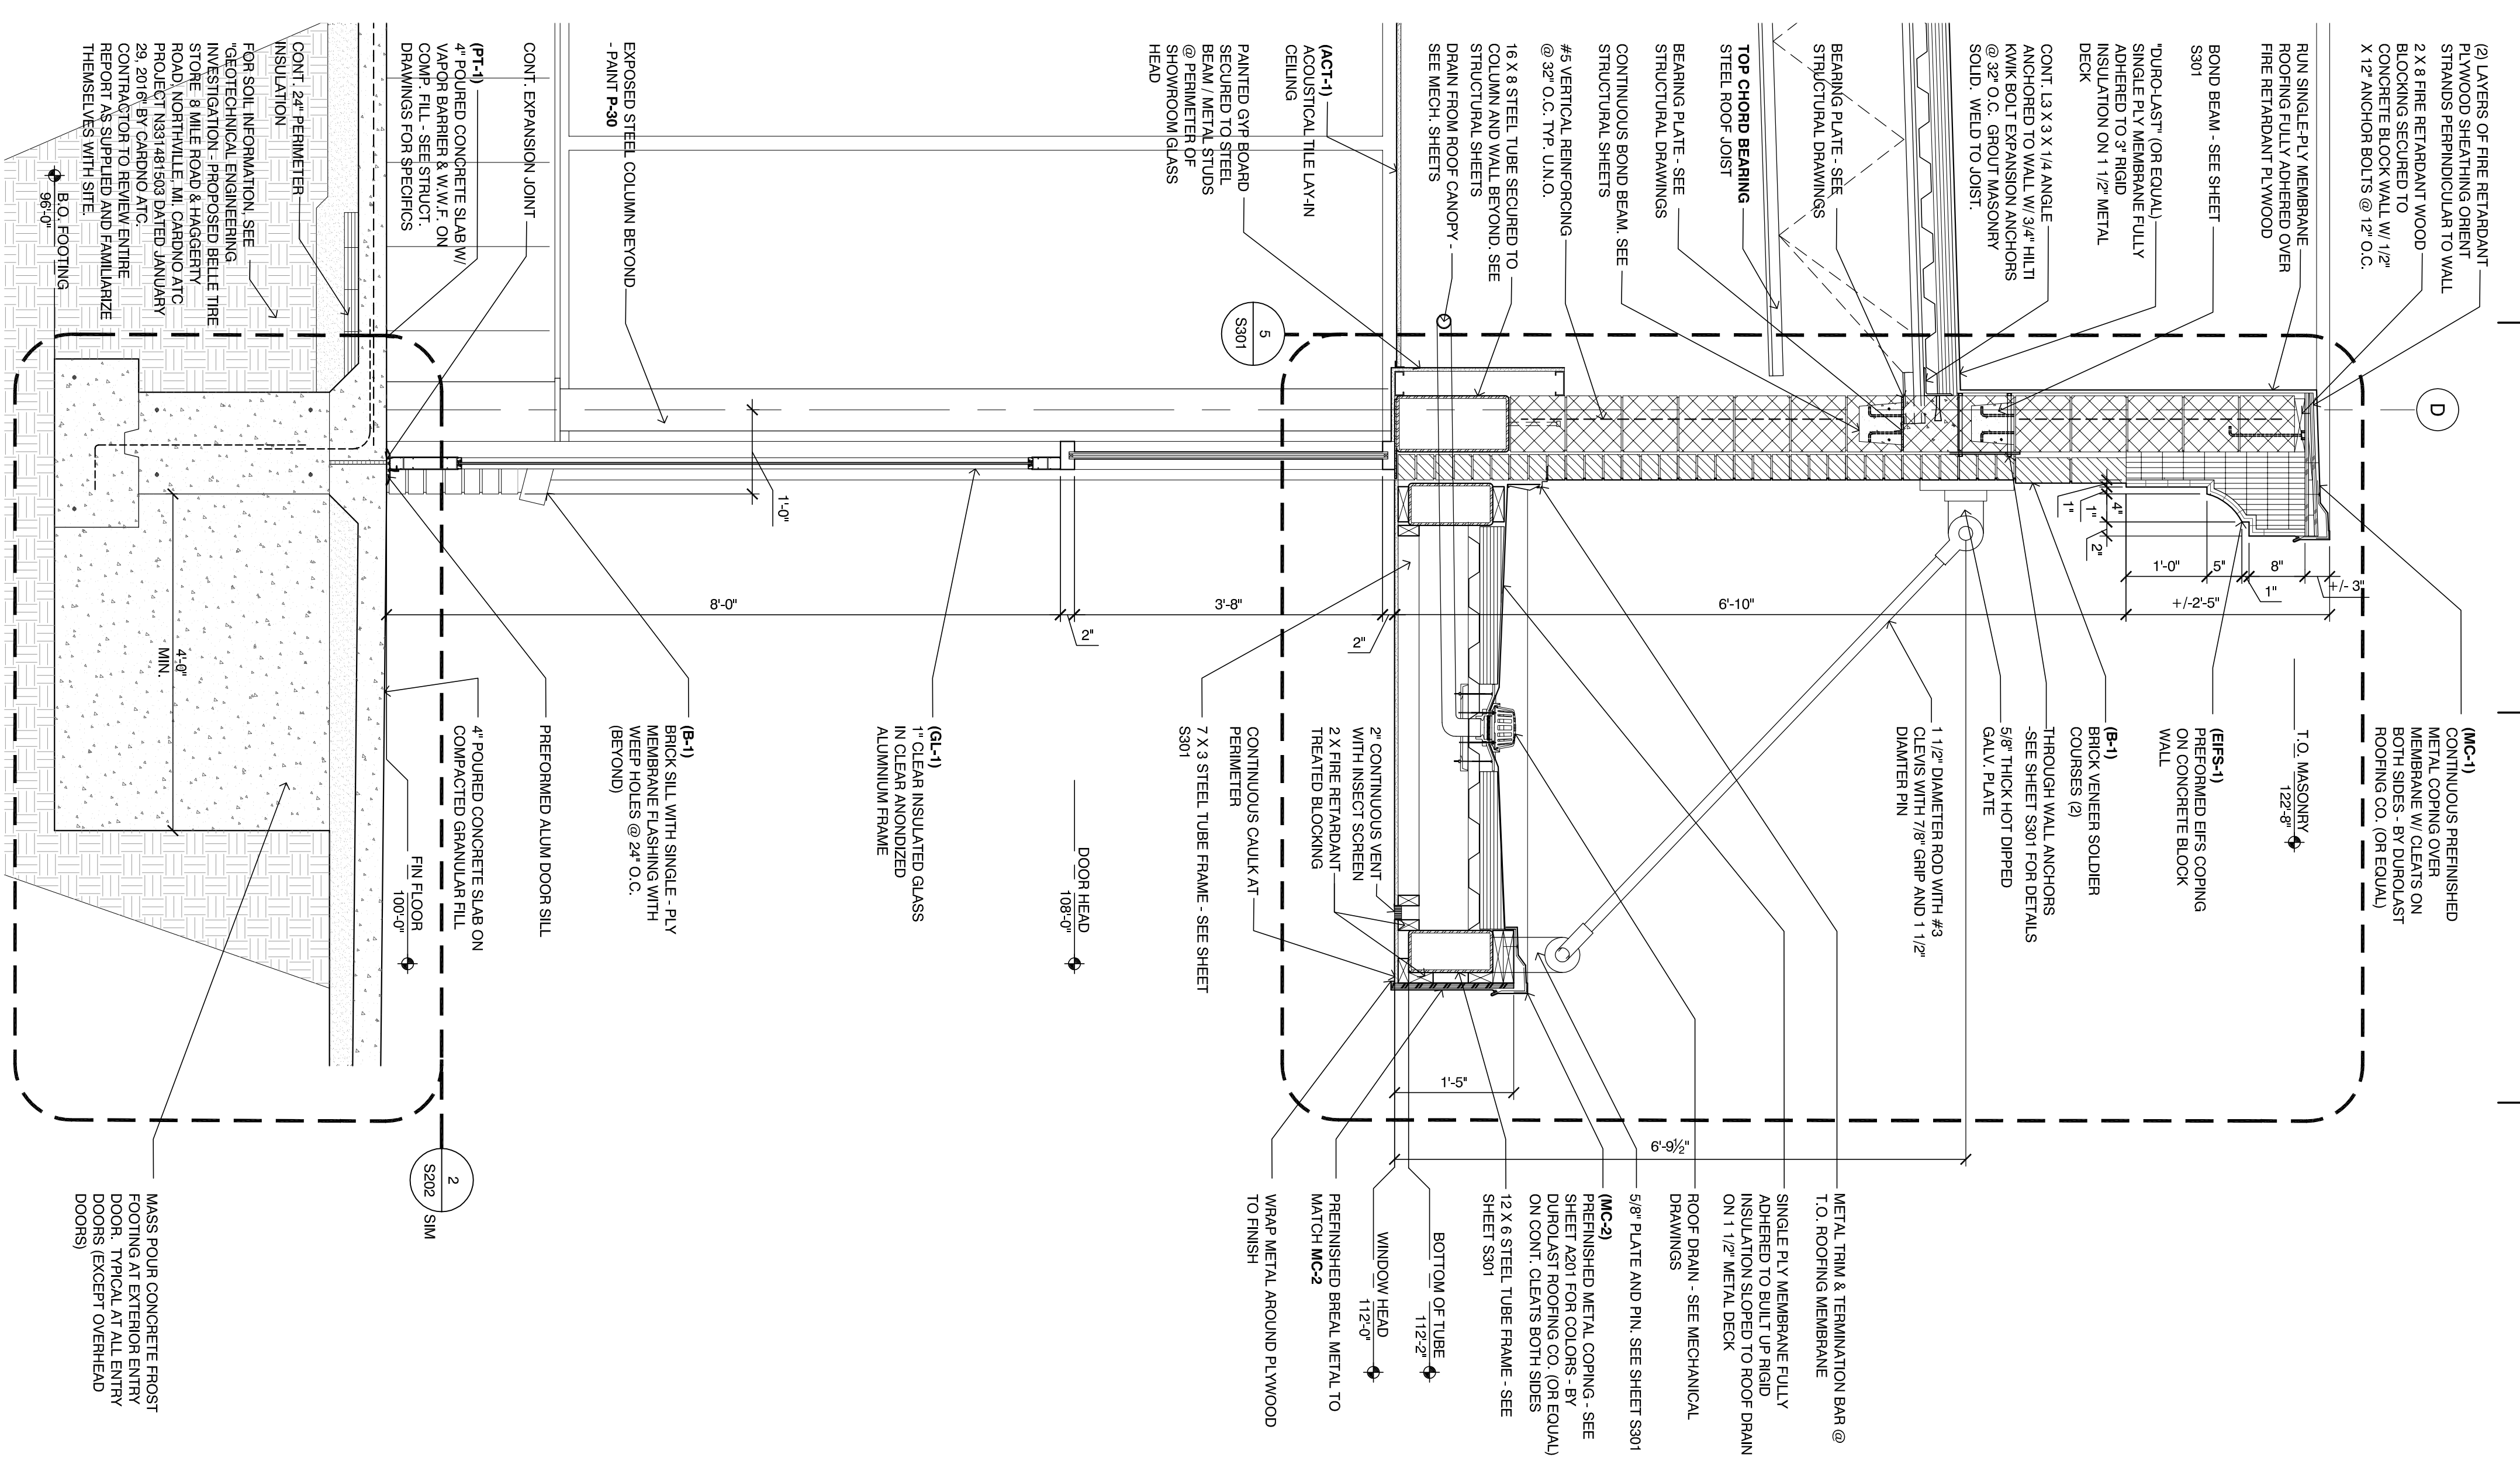 (2) LAYERS OF FIRE RETARDANT
PLYWOOD SHEATHING ORIENT
STRANDS PERPINDICULAR TO WALL
2 X 8 FIRE RETARDANT WOOD
BLOCKING SECURED TO
CONCRETE BLOCK WALL W/ 1/2"
X 12" ANCHOR BOLTS @ 12" O.C.
RUN SINGLE-PLY MEMBRANE
ROOFING FULLY ADHERED OVER
FIRE RETARDANT PLYWOOD
BOND BEAM - SEE SHEET
S301
"DURO-LAST" (OR EQUAL)
SINGLE PLY MEMBRANE FULLY
ADHERED TO 3" RIGID
INSULATION ON 1 1/2" METAL
DECK
CONT. L3 X 3 X 1/4 ANGLE
ANCHORED TO WALL W/ 3/4" HILTI
KWIK BOLT EXPANSION ANCHORS
@ 32" O.C. GROUT MASONRY
SOLID. WELD TO JOIST.
BEARING PLATE - SEE
STRUCTURAL DRAWINGS
TOP CHORD BEARING
STEEL ROOF JOIST
BEARING PLATE - SEE
STRUCTURAL DRAWINGS
CONTINUOUS BOND BEAM. SEE
STRUCTURAL SHEETS
#5 VERTICAL REINFORCING
@ 32" O.C. TYP. U.N.O.
16 X 8 STEEL TUBE SECURED TO
COLUMN AND WALL BEYOND. SEE
STRUCTURAL SHEETS
DRAIN FROM ROOF CANOPY -
SEE MECH. SHEETS
(ACT-1)
ACOUSTICAL TILE LAY-IN
CEILING
PAINTED GYP BOARD
SECURED TO STEEL
BEAM / METAL STUDS
@ PERIMETER OF
SHOWROOM GLASS
HEAD
EXPOSED STEEL COLUMN BEYOND
- PAINT P-30
CONT. EXPANSION JOINT
(PT-1)
4" POURED CONCRETE SLAB W/
VAPOR BARRIER & W.W.F. ON
COMP. FILL - SEE STRUCT.
DRAWINGS FOR SPECIFICS
CONT. 24" PERIMETER
INSULATION
FOR SOIL INFORMATION, SEE
"GEOTECHNICAL ENGINEERING
INVESTIGATION - PROPOSED BELLE TIRE
STORE 8 MILE ROAD & HAGGERTY
ROAD, NORTHVILLE, MI. CARDNO ATC
PROJECT N331481503 DATED JANUARY
29, 2016" BY CARDNO ATC.
CONTRACTOR TO REVIEW ENTIRE
REPORT AS SUPPLIED AND FAMILIARIZE
THEMSELVES WITH SITE.
B.O. FOOTING
96'-0"
D
5
S301
1'-0"
4"
1"
1"
2"
1'-0"
5"
1"
8"
+/- 3"
+/-2'-5"
6'-10"
2"
3'-8"
2"
8'-0"
4'-0"
MIN.
(MC-1)
CONTINUOUS PREFINISHED
METAL COPING OVER
MEMBRANE W/ CLEATS ON
BOTH SIDES - BY DUROLAST
ROOFING CO. (OR EQUAL)
T.O. MASONRY
122'-8"
(EIFS-1)
PREFORMED EIFS COPING
ON CONCRETE BLOCK
WALL
(B-1)
BRICK VENEER SOLDIER
COURSES (2)
THROUGH WALL ANCHORS
-SEE SHEET S301 FOR DETAILS
5/8" THICK HOT DIPPED
GALV. PLATE
1 1/2" DIAMETER ROD WITH #3
CLEVIS WITH 7/8" GRIP AND 1 1/2"
DIAMTER PIN
2" CONTINUOUS VENT
WITH INSECT SCREEN
2 X FIRE RETARDANT
TREATED BLOCKING
CONTINUOUS CAULK AT
PERIMETER
7 X 3 STEEL TUBE FRAME - SEE SHEET
S301
DOOR HEAD
108'-0"
(GL-1)
1" CLEAR INSULATED GLASS
IN CLEAR ANONDIZED
ALUMNIUM FRAME
(B-1)
BRICK SILL WITH SINGLE - PLY
MEMBRANE FLASHING WITH
WEEP HOLES @ 24" O.C.
(BEYOND)
PREFORMED ALUM DOOR SILL
4" POURED CONCRETE SLAB ON
COMPACTED GRANULAR FILL
FIN FLOOR
100'-0"
1'-5"
6'-9½"
METAL TRIM & TERMINATION BAR @
T.O. ROOFING MEMBRANE
SINGLE PLY MEMBRANE FULLY
ADHERED TO BUILT UP RIGID
INSULATION SLOPED TO ROOF DRAIN
ON 1 1/2" METAL DECK
ROOF DRAIN - SEE MECHANICAL
DRAWINGS
5/8" PLATE AND PIN. SEE SHEET S301
(MC-2)
PREFINISHED METAL COPING - SEE
SHEET A201 FOR COLORS - BY
DUROLAST ROOFING CO. (OR EQUAL)
ON CONT. CLEATS BOTH SIDES
12 X 6 STEEL TUBE FRAME - SEE
SHEET S301
BOTTOM OF TUBE
112'-2"
WINDOW HEAD
112'-0"
PREFINISHED BREAL METAL TO
MATCH MC-2
WRAP METAL AROUND PLYWOOD
TO FINISH
2
S202
SIM
MASS POUR CONCRETE FROST
FOOTING AT EXTERIOR ENTRY
DOOR. TYPICAL AT ALL ENTRY
DOORS (EXCEPT OVERHEAD
DOORS)